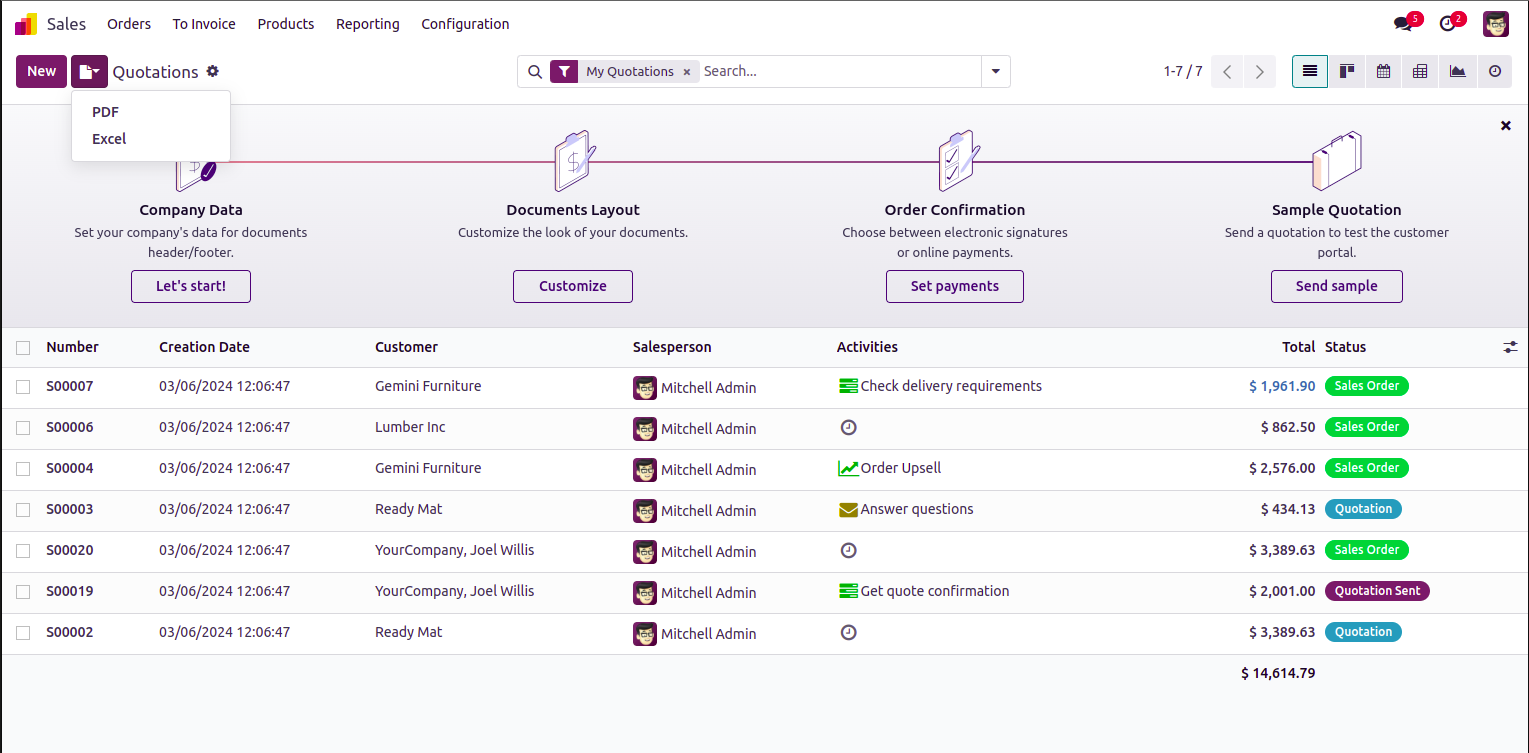 Sales Orders To Invoice Products Reporting Configuration 5 2
New Quotations My Quotations × Search... 1-7 / 7
PDF
Excel
Company Data Documents Layout Order Confirmation Sample Quotation
Set your company's data for documents Customize the look of your documents. Choose between electronic signatures Send a quotation to test the customer
header/footer. or online payments. portal.
Let's start! Customize Set payments Send sample
Number Creation Date Customer Salesperson Activities Total Status
S00007 03/06/2024 12:06:47 Gemini Furniture Mitchell Admin Check delivery requirements $ 1,961.90 Sales Order
S00006 03/06/2024 12:06:47 Lumber Inc Mitchell Admin $ 862.50 Sales Order
S00004 03/06/2024 12:06:47 Gemini Furniture Mitchell Admin Order Upsell $ 2,576.00 Sales Order
S00003 03/06/2024 12:06:47 Ready Mat Mitchell Admin Answer questions $ 434.13 Quotation
S00020 03/06/2024 12:06:47 YourCompany, Joel Willis Mitchell Admin $ 3,389.63 Sales Order
S00019 03/06/2024 12:06:47 YourCompany, Joel Willis Mitchell Admin Get quote confirmation $ 2,001.00 Quotation Sent
S00002 03/06/2024 12:06:47 Ready Mat Mitchell Admin $ 3,389.63 Quotation
$ 14,614.79